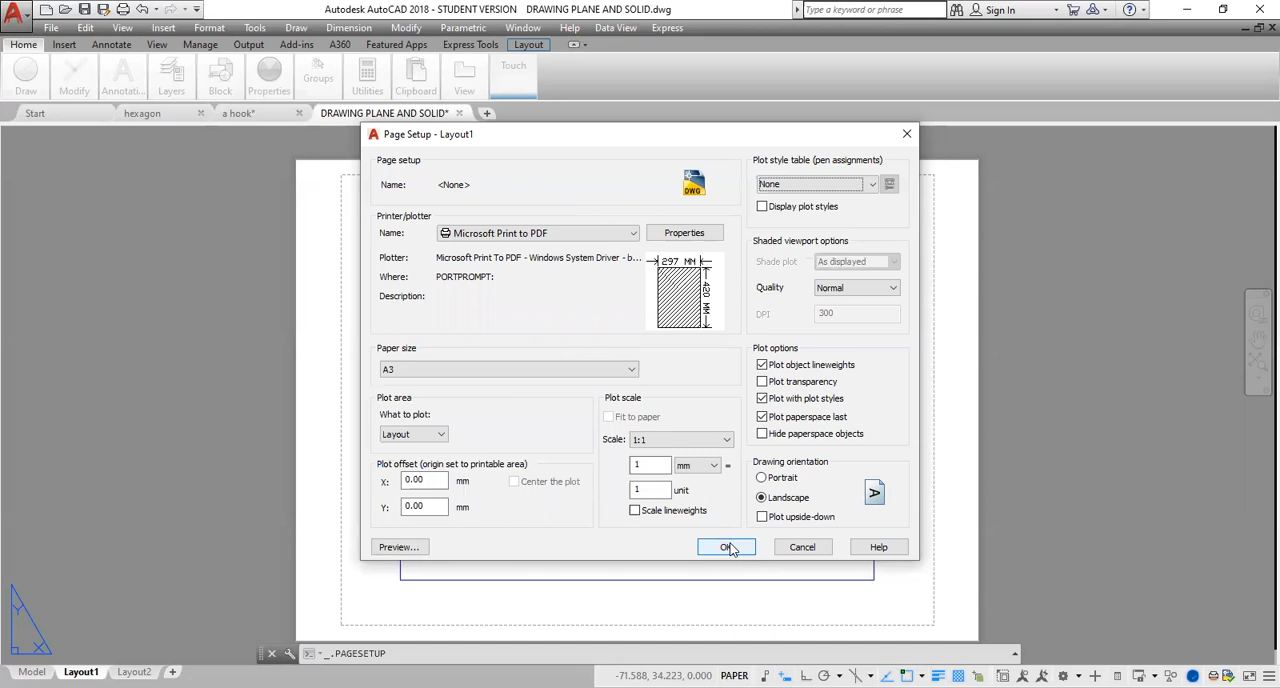 Autodesk AutoCAD 2018 - STUDENT VERSION DRAWING PLANE AND SOLID.dwg
Type a keyword or phrase
Sign In
File Edit View Insert Format Tools Draw Dimension Modify Parametric Window Help Data View Express
Home Insert Annotate View Manage Output Add-ins A360 Featured Apps Express Tools Layout
Draw Modify Annotati... Layers Block Properties Groups Utilities Clipboard View Touch
Start hexagon a hook* DRAWING PLANE AND SOLID*
Page Setup - Layout1
Page setup
Name: <None>
DWG
Printer/plotter
Name: Microsoft Print to PDF Properties
Plotter: Microsoft Print To PDF - Windows System Driver - b...
Where: PORTPROMPT:
Description:
297 MM
420 MM
Paper size
A3
Plot area
What to plot:
Layout
Plot offset (origin set to printable area)
X: 0.00 mm Center the plot
Y: 0.00 mm
Plot scale
Fit to paper
Scale: 1:1
1 mm =
1 unit
Scale lineweights
Plot style table (pen assignments)
None
Display plot styles
Shaded viewport options
Shade plot As displayed
Quality Normal
DPI 300
Plot options
Plot object lineweights
Plot transparency
Plot with plot styles
Plot paperspace last
Hide paperspace objects
Drawing orientation
Portrait
Landscape
Plot upside-down
A
Preview... OK Cancel Help
Y
X
_.PAGESETUP
Model Layout1 Layout2
-71.588, 34.223, 0.000 PAPER